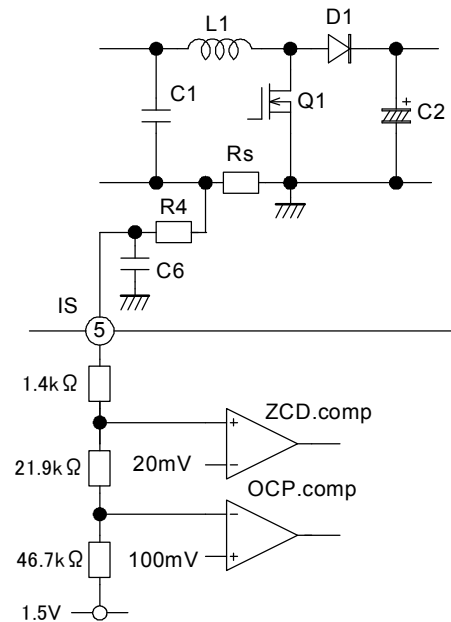 L1
D1
C1
Q1
+
C2
Rs
R4
C6
IS
5
1.4kΩ
+
ZCD.comp
20mV
−
21.9kΩ
OCP.comp
−
100mV
+
46.7kΩ
1.5V